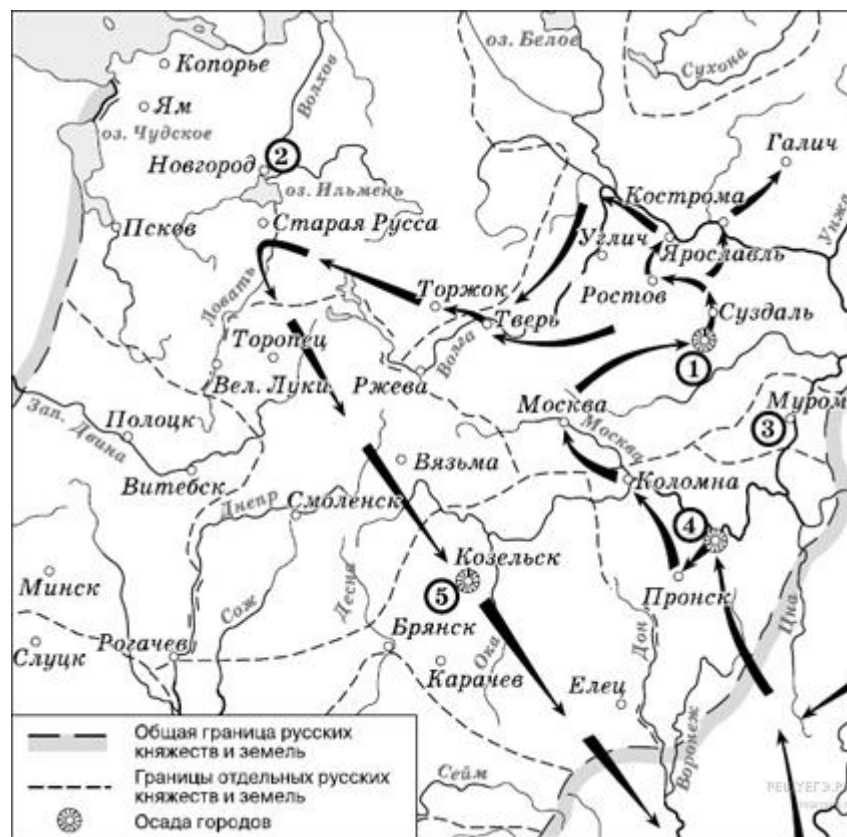 Копорье
Ям
оз. Чудское
Волхов
Новгород
2
оз. Ильмень
Псков
Старая Русса
Ловать
оз. Белое
Сухона
Галич
Кострома
Унжа
Углич
Ярославль
Ростов
Суздаль
1
Торжок
Тверь
Волга
Ржева
Торопец
Вел. Луки
Зап. Двина
Полоцк
Витебск
Москва
Москва
Муром
3
Коломна
4
Вязьма
Днепр
Смоленск
Козельск
5
Пронск
Цна
Минск
Слуцк
Сож
Десна
Рогачев
Брянск
Карачев
Ока
Дон
Елец
Воронеж
Сейм
Общая граница русских
княжеств и земель
Границы отдельных русских
княжеств и земель
Осада городов